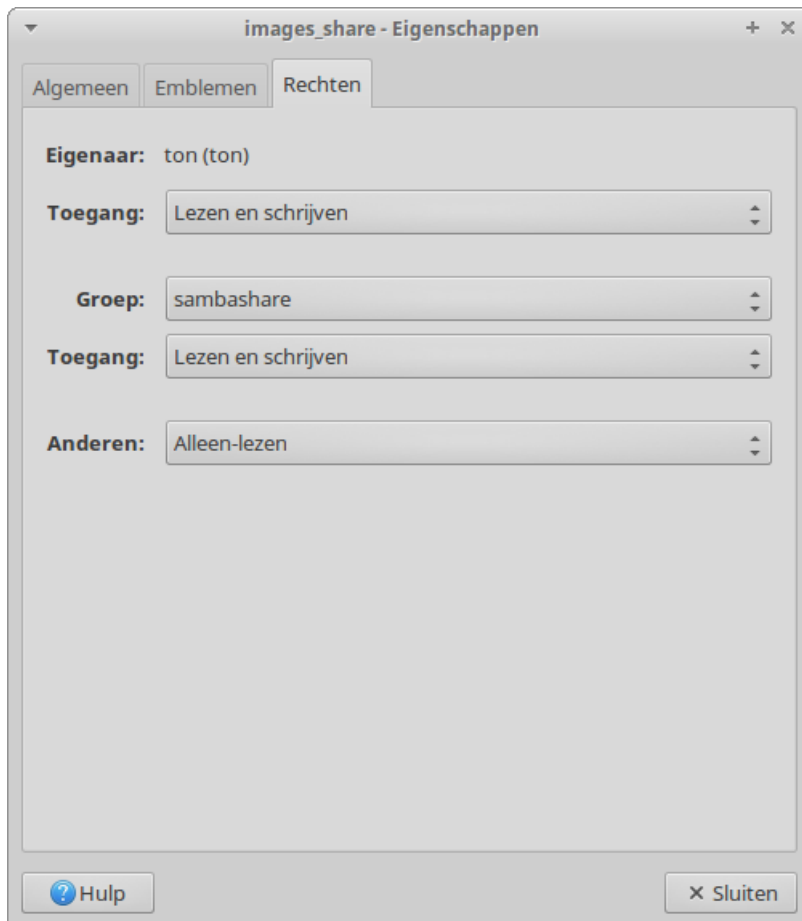 images_share - Eigenschappen
Algemeen Emblemen Rechten
Eigenaar: ton (ton)
Toegang: Lezen en schrijven
Groep: sambashare
Toegang: Lezen en schrijven
Anderen: Alleen-lezen
Hulp Sluiten